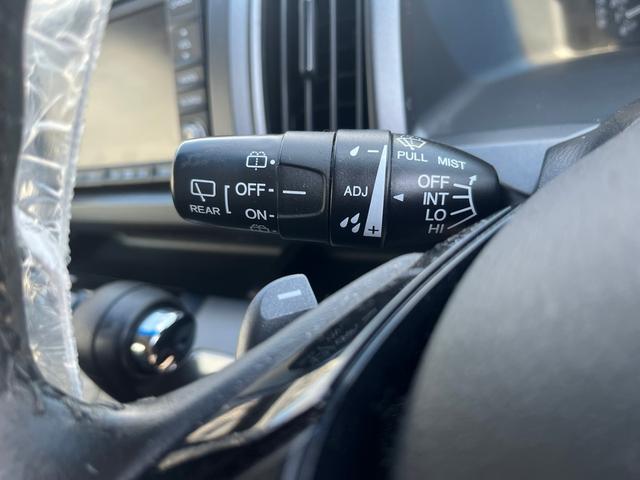 OFF
REAR
ON
ADJ
PULL MIST
OFF
INT
LO
HI